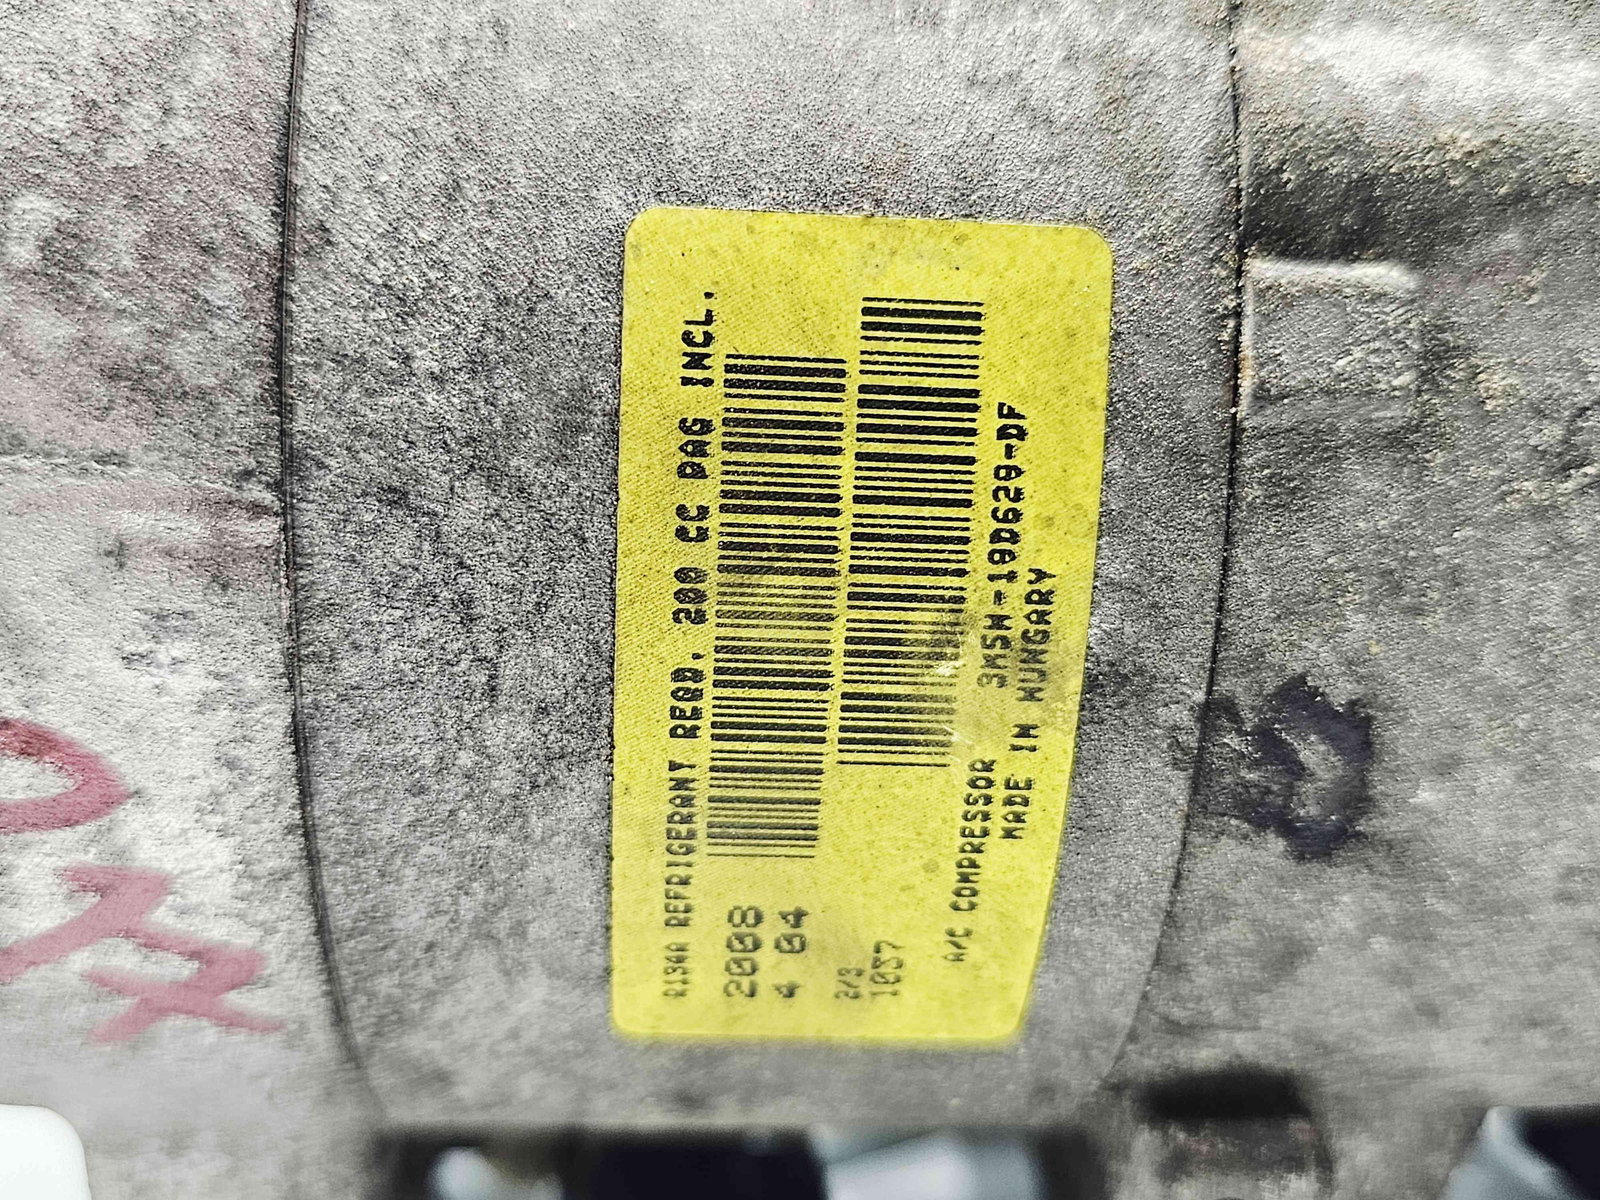 R134A REFRIGERANT REQD. 200 CC PAG INCL.
2008
4 04
2/3
1037
A/C COMPRESSOR 3M5H-19D629-DF
MADE IN HUNGARY